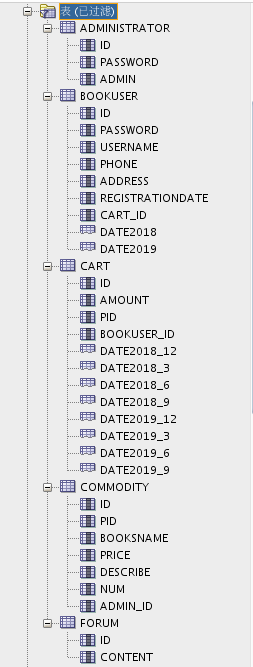 表 (已过滤)
ADMINISTRATOR
ID
PASSWORD
ADMIN
BOOKUSER
ID
PASSWORD
USERNAME
PHONE
ADDRESS
REGISTRATIONDATE
CART_ID
DATE2018
DATE2019
CART
ID
AMOUNT
PID
BOOKUSER_ID
DATE2018_12
DATE2018_3
DATE2018_6
DATE2018_9
DATE2019_12
DATE2019_3
DATE2019_6
DATE2019_9
COMMODITY
ID
PID
BOOKSNAME
PRICE
DESCRIBE
NUM
ADMIN_ID
FORUM
ID
CONTENT